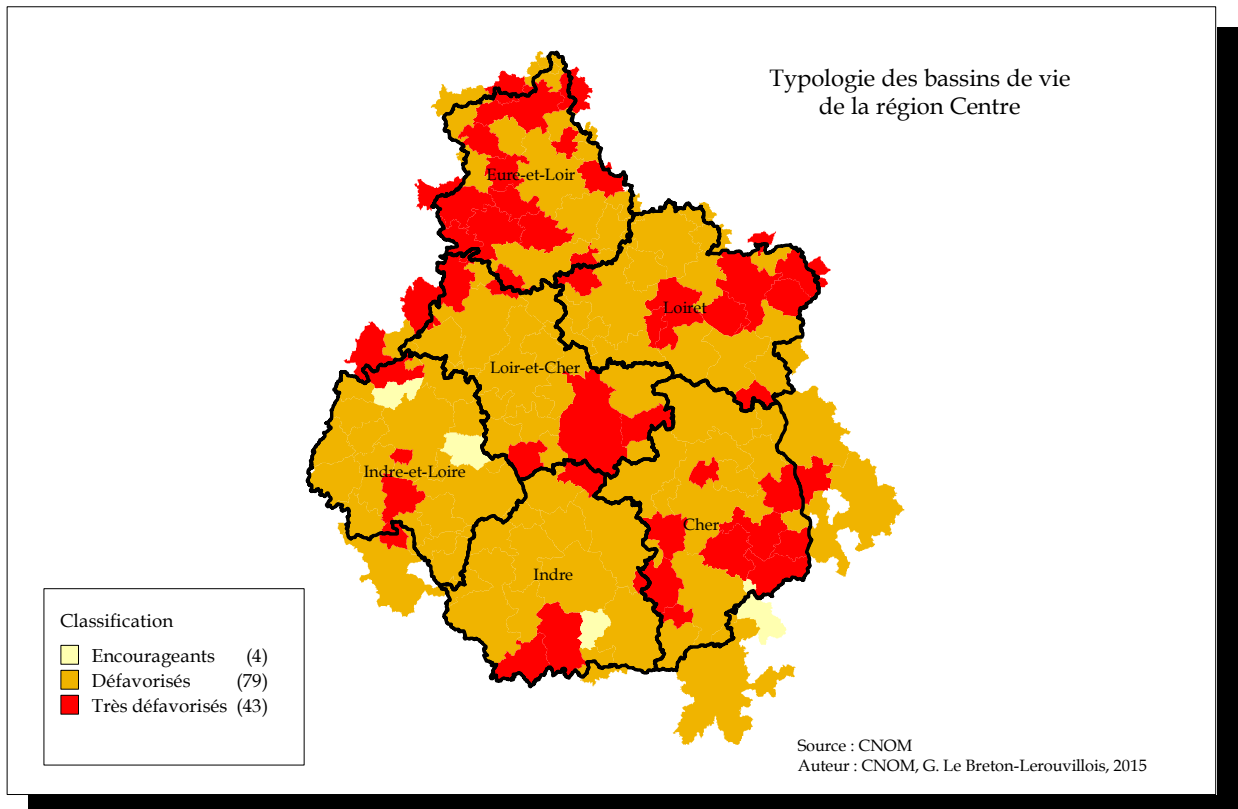 Typologie des bassins de vie
de la région Centre
Eure-et-Loir
Loiret
Loir-et-Cher
Indre-et-Loire
Cher
Indre
Classification
Encourageants (4)
Défavorisés (79)
Très défavorisés (43)
Source : CNOM
Auteur : CNOM, G. Le Breton-Lerouvillois, 2015